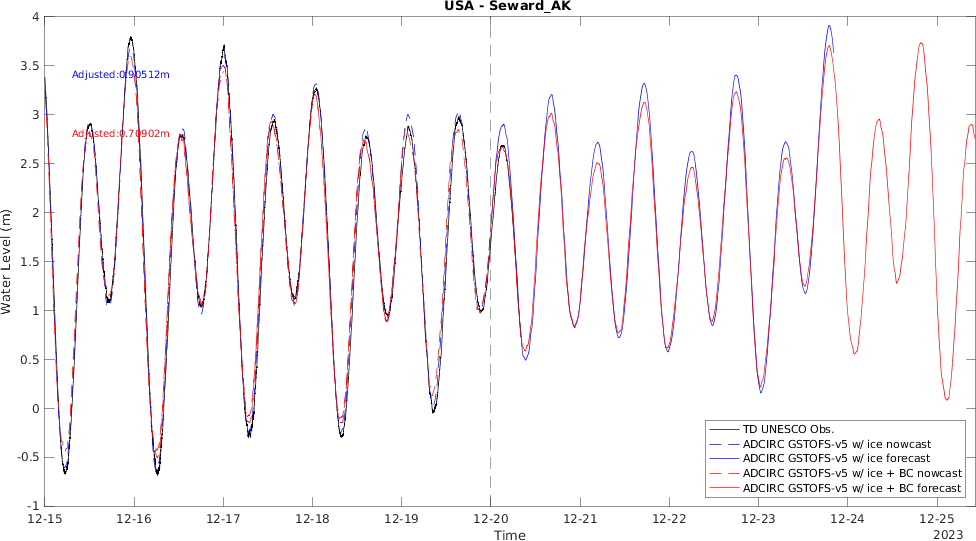 USA - Seward_AK
4
3.5
3
2.5
2
1.5
1
0.5
0
-0.5
-1
Water Level (m)
Adjusted:0.90512m
Adjusted:0.70902m
TD UNESCO Obs.
ADCIRC GSTOFS-v5 w/ ice nowcast
ADCIRC GSTOFS-v5 w/ ice forecast
ADCIRC GSTOFS-v5 w/ ice + BC nowcast
ADCIRC GSTOFS-v5 w/ ice + BC forecast
12-15 12-16 12-17 12-18 12-19 12-20 12-21 12-22 12-23 12-24 12-25
Time
2023